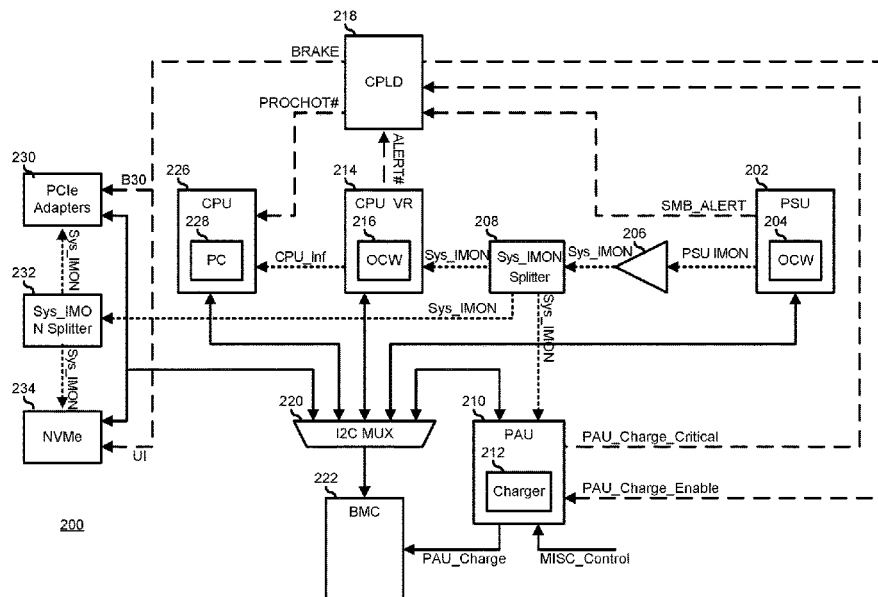 218
BRAKE
CPLD
PROCHOT#
ALERT#
230
PCIe
Adapters
B30
226
CPU
228
PC
214
CPU VR
216
OCW
CPU_Inf
Sys_IMON
208
Sys_IMON
Splitter
Sys_IMON
206
PSU IMON
SMB_ALERT
202
PSU
204
OCW
Sys_IMON
232
Sys_IMO
N Splitter
Sys_IMON
Sys_IMON
Sys_IMON
234
NVMe
UI
220
I2C MUX
210
PAU
212
Charger
PAU_Charge_Critical
PAU_Charge_Enable
222
BMC
200
PAU_Charge
MISC_Control